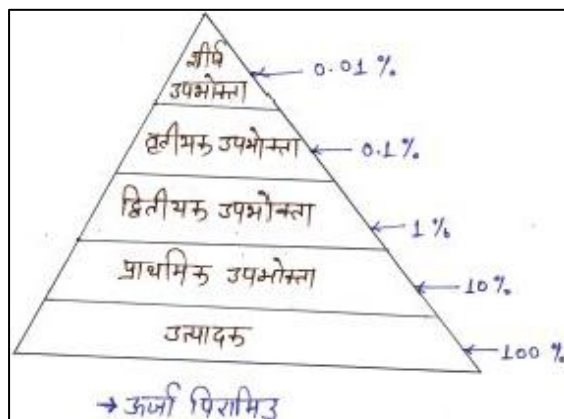 शीर्ष
उपभोक्ता
0.01 %
तृतीयक उपभोक्ता
0.1 %
द्वितीयक उपभोक्ता
1 %
प्राथमिक उपभोक्ता
10 %
उत्पादक
100 %
→ ऊर्जा पिरामिड